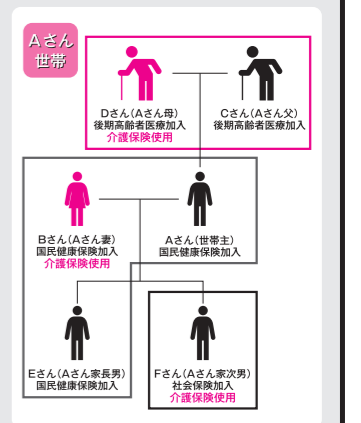 Aさん
世帯
Dさん(Aさん母)
後期高齢者医療加入
介護保険使用
Cさん(Aさん父)
後期高齢者医療加入
Bさん(Aさん妻)
国民健康保険加入
介護保険使用
Aさん(世帯主)
国民健康保険加入
Eさん(Aさん家長男)
国民健康保険加入
Fさん(Aさん家次男)
社会保険加入
介護保険使用